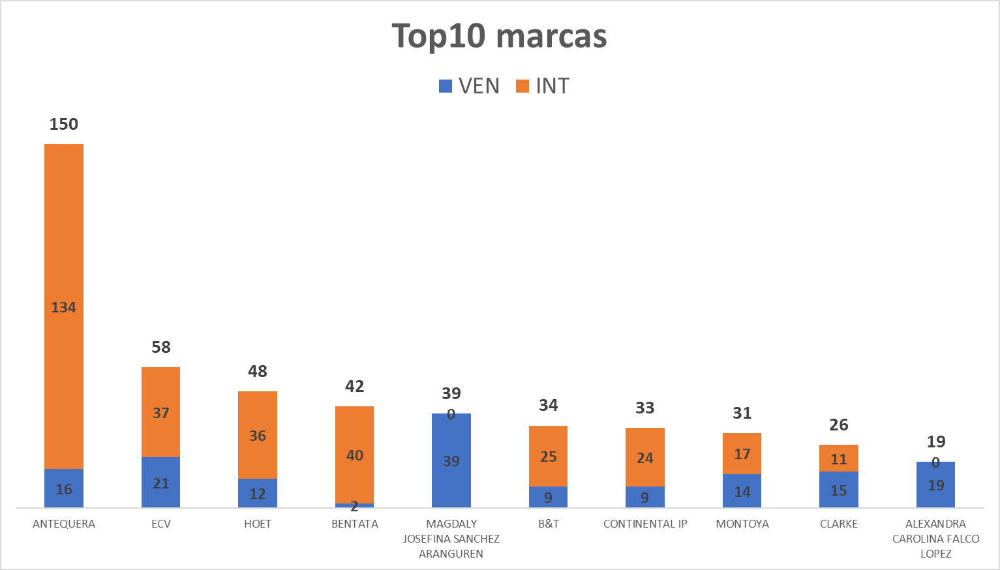 Top10 marcas
VEN INT
150
134
16
58
37
21
48
36
12
42
40
2
39
0
39
34
25
9
33
24
9
31
17
14
26
11
15
19
0
19
ANTEQUERA
ECV
HOET
BENTATA
MAGDALY
JOSEFINA SANCHEZ
ARANGUREN
B&T
CONTINENTAL IP
MONTOYA
CLARKE
ALEXANDRA
CAROLINA FALCO
LOPEZ